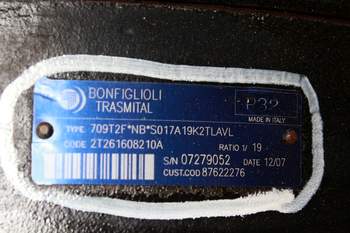 BONFIGLIOLI
TRASMITAL
P32
MADE IN ITALY
TYPE 709T2F*NB*S017A19K2TLAVL
CODE 2T261608210A
RATIO 1/ 19
S/N 07279052 12/07
CUST.COD 87622276